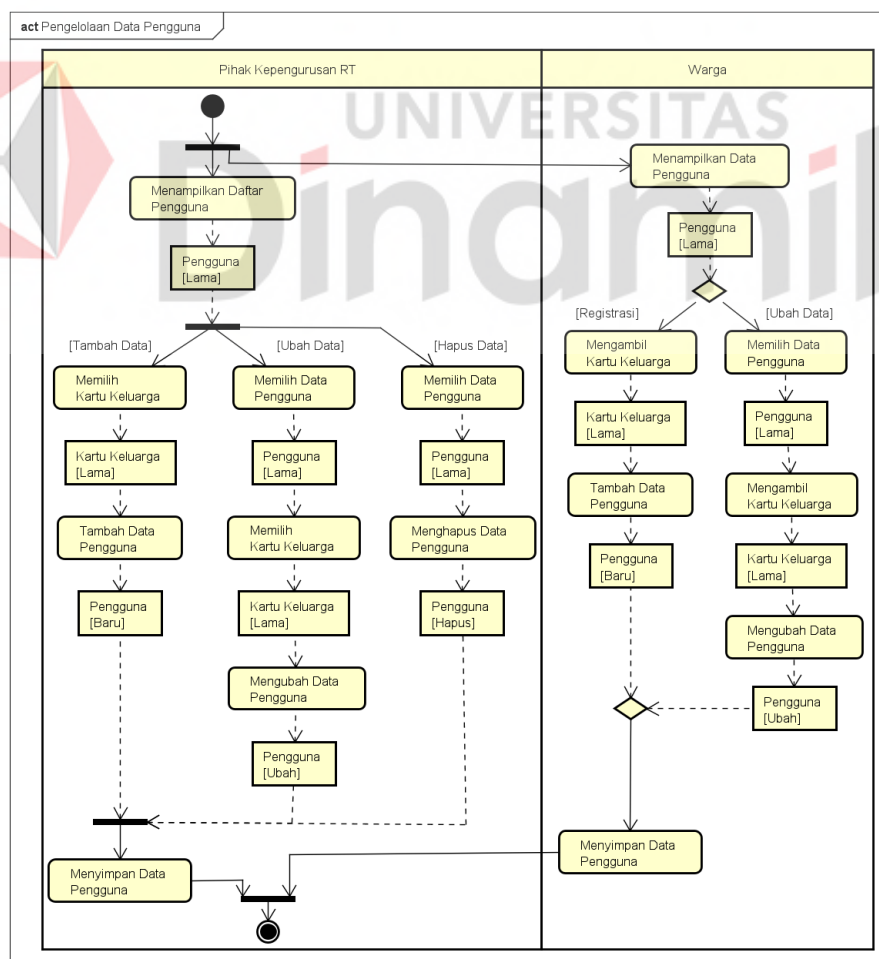 act Pengelolaan Data Pengguna
Pihak Kepengurusan RT
Warga
UNIVERSITAS
Dinamik
Menampilkan Daftar
Pengguna
Pengguna
[Lama]
[Tambah Data]
[Ubah Data]
[Hapus Data]
Memilih
Kartu Keluarga
Kartu Keluarga
[Lama]
Tambah Data
Pengguna
Pengguna
[Baru]
Memilih Data
Pengguna
Pengguna
[Lama]
Memilih
Kartu Keluarga
Kartu Keluarga
[Lama]
Mengubah Data
Pengguna
Pengguna
[Ubah]
Memilih Data
Pengguna
Pengguna
[Lama]
Menghapus Data
Pengguna
Pengguna
[Hapus]
Menyimpan Data
Pengguna
Menampilkan Data
Pengguna
Pengguna
[Lama]
[Registrasi]
[Ubah Data]
Mengambil
Kartu Keluarga
Kartu Keluarga
[Lama]
Tambah Data
Pengguna
Pengguna
[Baru]
Memilih Data
Pengguna
Pengguna
[Lama]
Mengambil
Kartu Keluarga
Kartu Keluarga
[Lama]
Mengubah Data
Pengguna
Pengguna
[Ubah]
Menyimpan Data
Pengguna